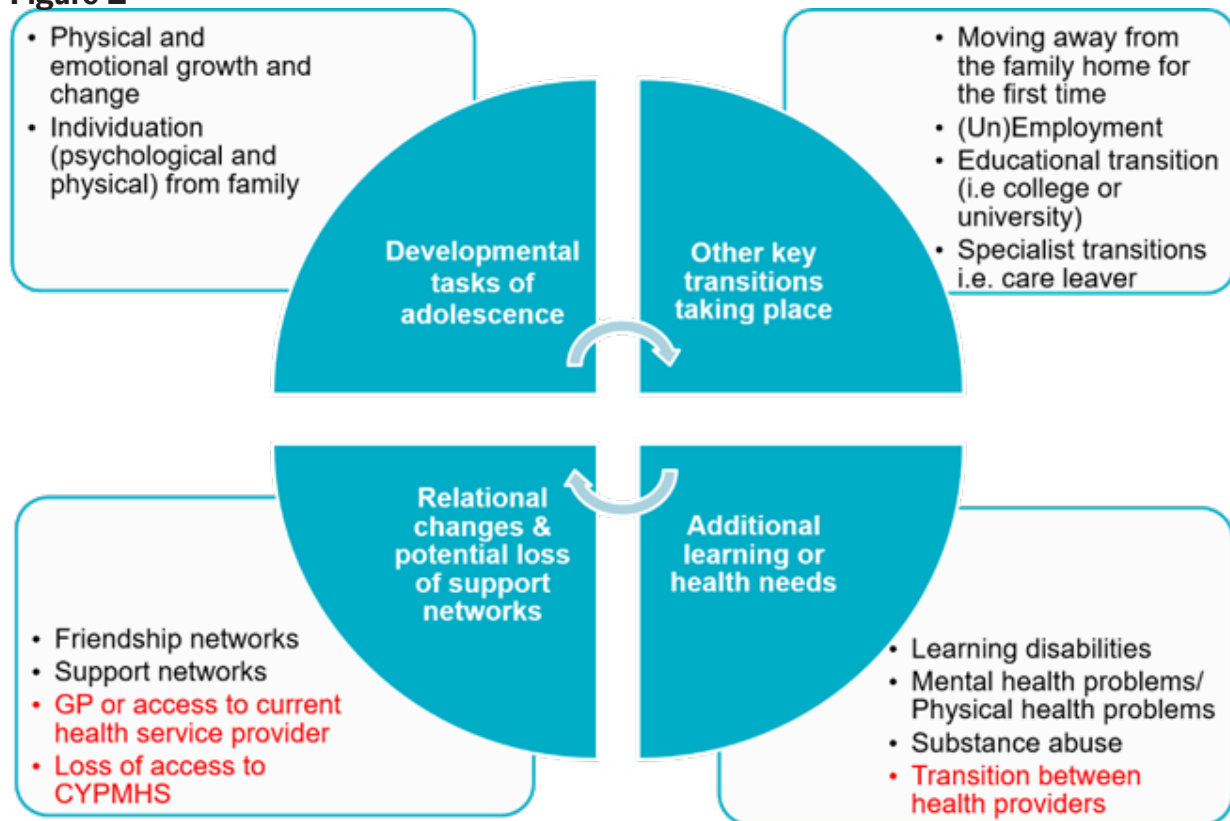 Figure 2
• Physical and
emotional growth and
change
• Individuation
(psychological and
physical) from family
Developmental
tasks of
adolescence
• Moving away from
the family home for
the first time
• (Un)Employment
• Educational transition
(i.e college or
university)
• Specialist transitions
i.e. care leaver
Other key
transitions
taking place
Relational
changes &
potential loss
of support
networks
• Friendship networks
• Support networks
• GP or access to current
health service provider
• Loss of access to
CYPMHS
Additional
learning or
health needs
• Learning disabilities
• Mental health problems/
Physical health problems
• Substance abuse
• Transition between
health providers